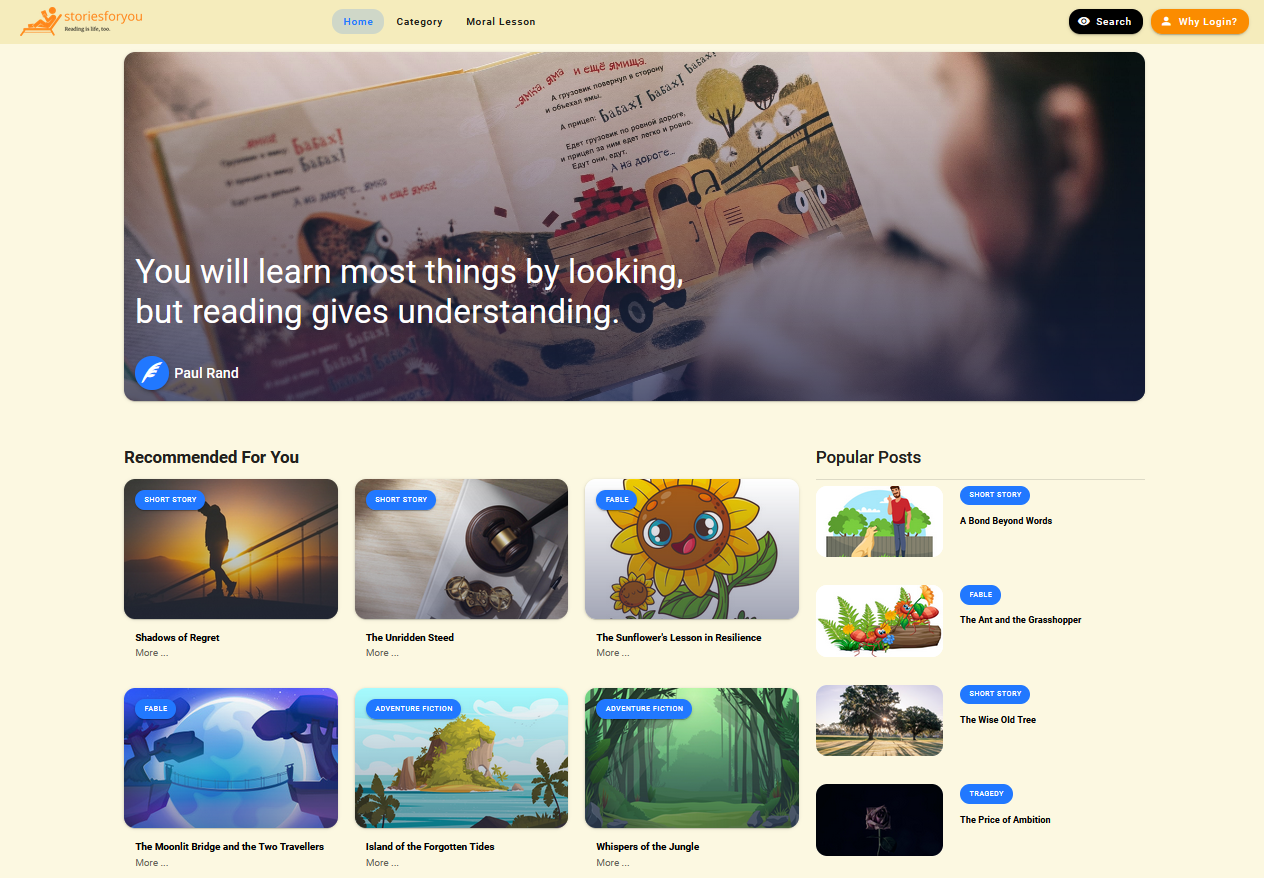 storiesforyou
Reading is life, too.
Home
Category
Moral Lesson
Search
Why Login?
...ЯМКА, ЯМА И ЕЩЁ ЯМИЩА.
А грузовик повернул в сторону
и объехал ямы.
А прицеп: Бабах! Бабах! Бабах!
Едет грузовик по ровной дороге,
и прицеп за ним едет легко и ровно.
Едут они, едут.
А на дороге...
Бабах!
Бабах!
А на дороге... ямка
и ещё ямка!
You will learn most things by looking,
but reading gives understanding.
Paul Rand
Recommended For You
SHORT STORY
Shadows of Regret
More ...
SHORT STORY
The Unridden Steed
More ...
FABLE
The Sunflower's Lesson in Resilience
More ...
FABLE
The Moonlit Bridge and the Two Travellers
More ...
ADVENTURE FICTION
Island of the Forgotten Tides
More ...
ADVENTURE FICTION
Whispers of the Jungle
More ...
Popular Posts
SHORT STORY
A Bond Beyond Words
FABLE
The Ant and the Grasshopper
SHORT STORY
The Wise Old Tree
TRAGEDY
The Price of Ambition